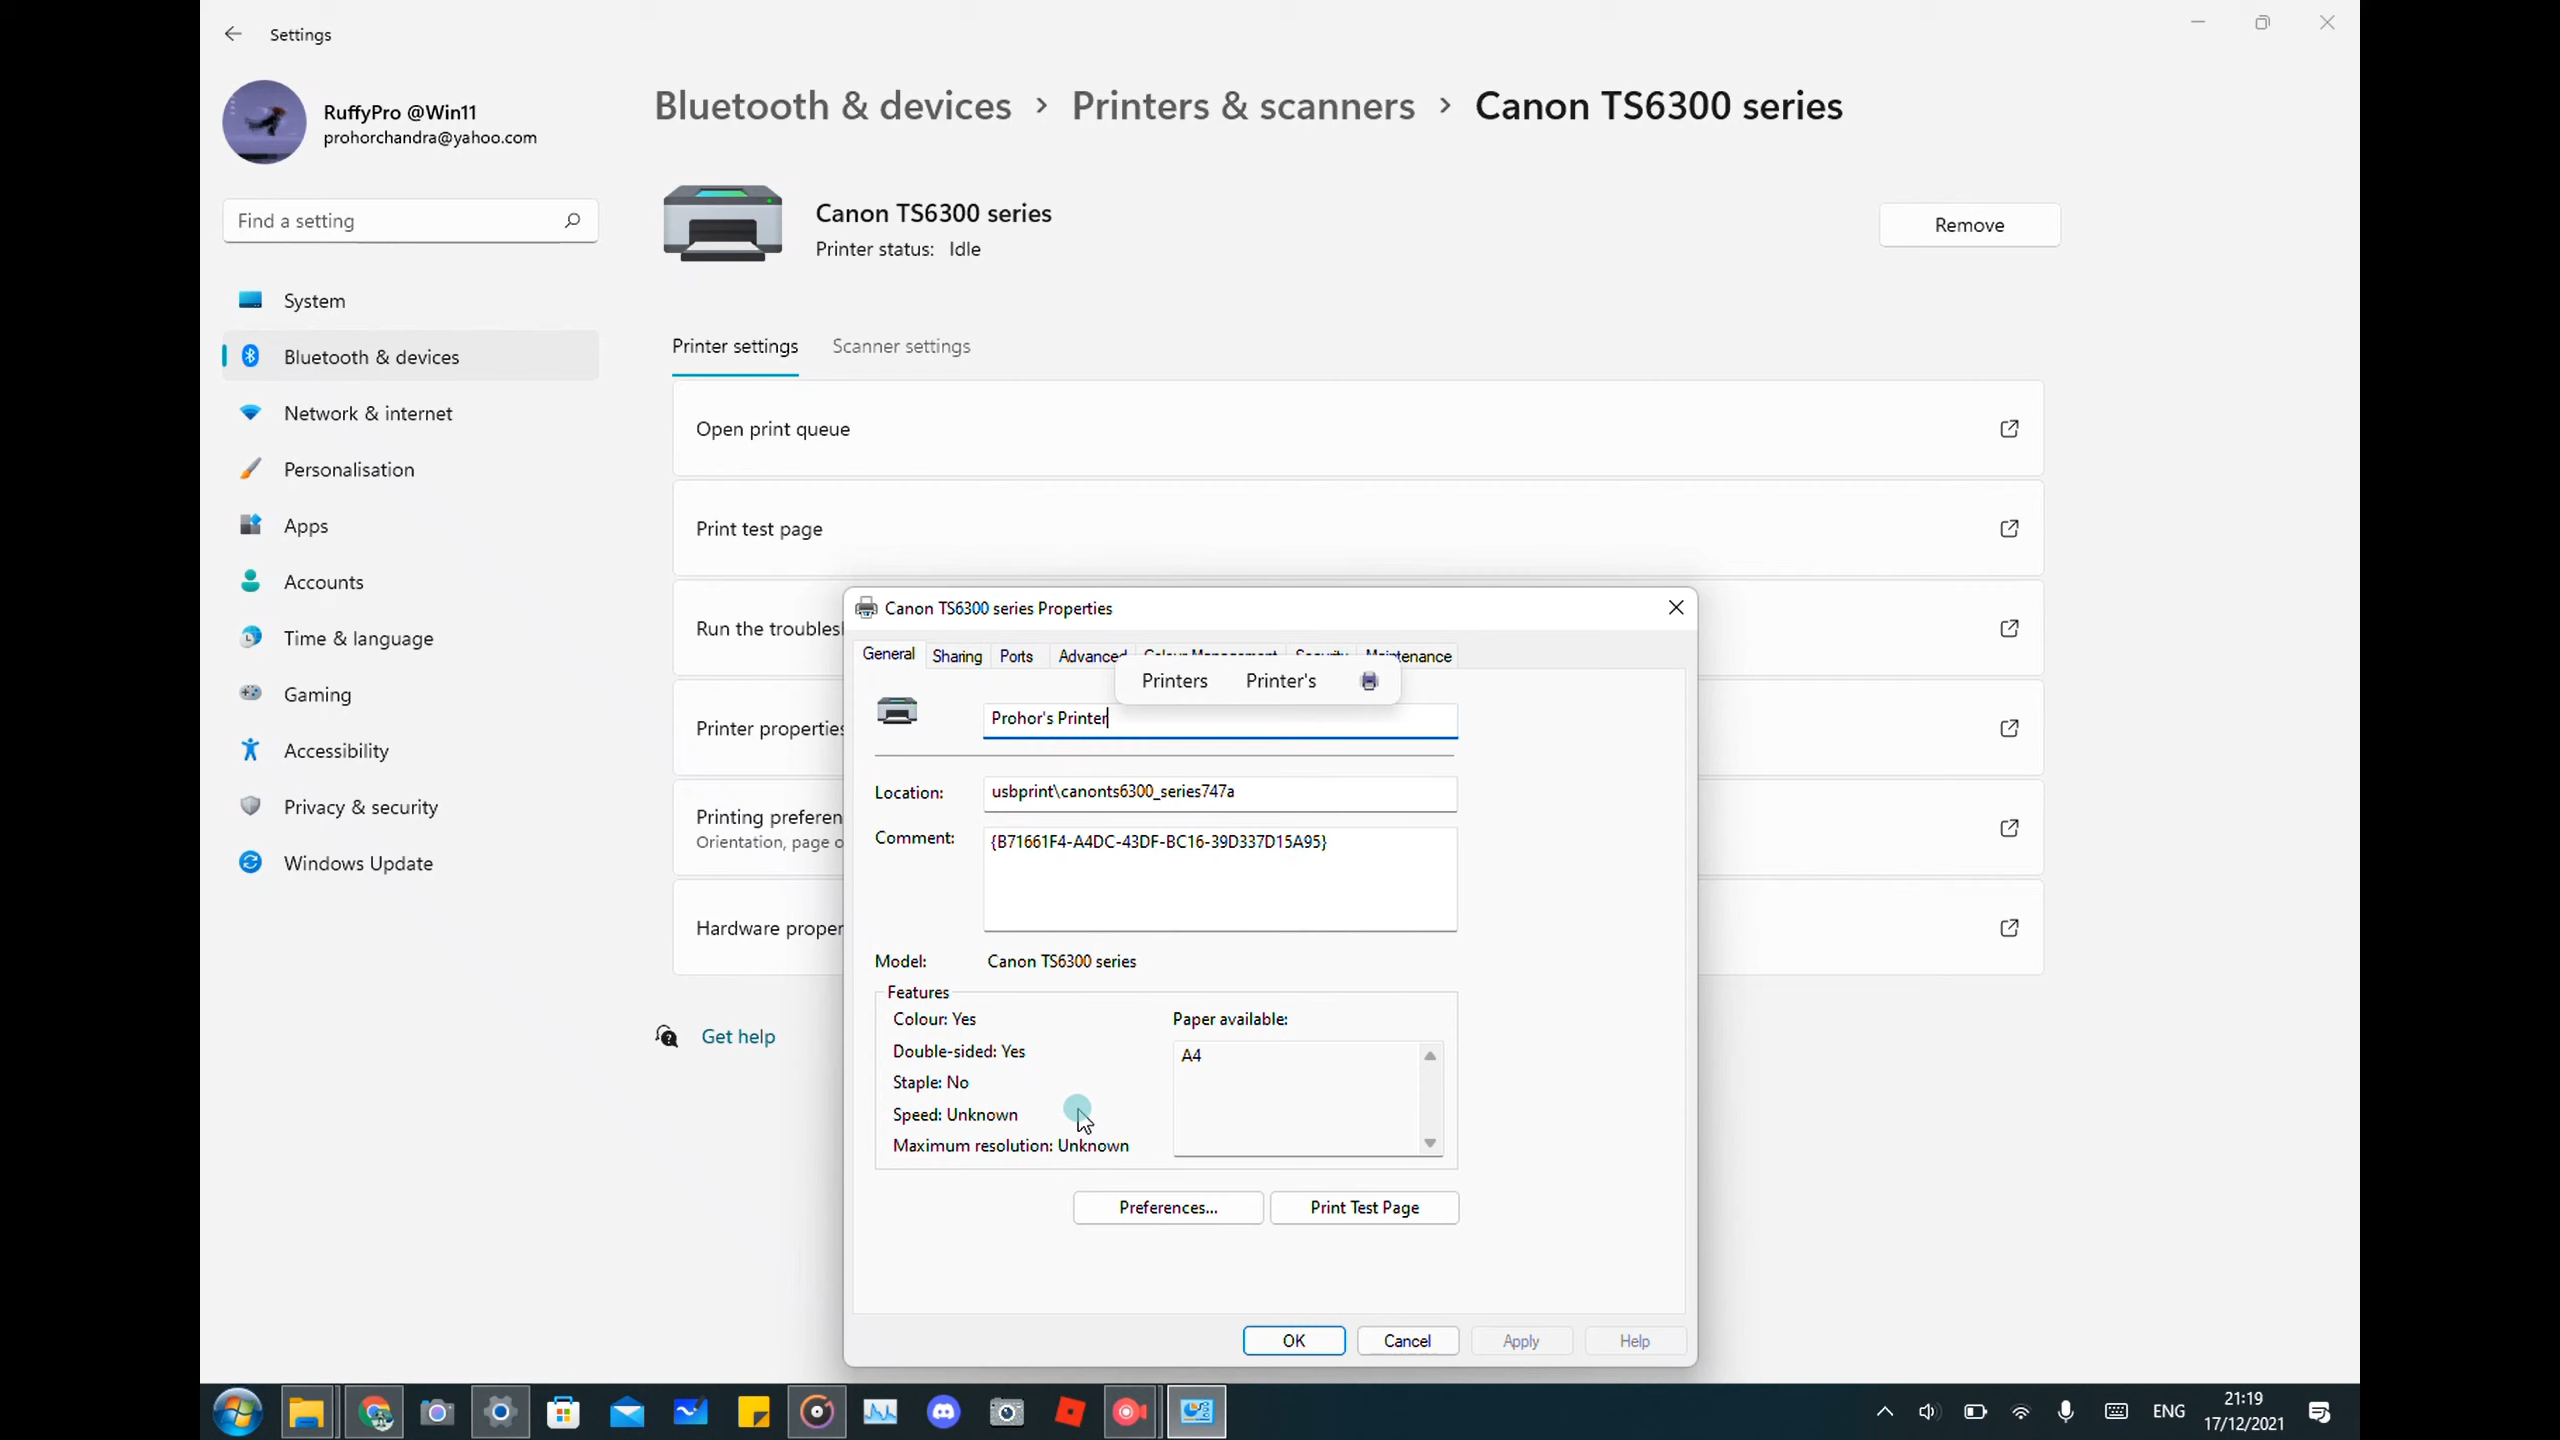 Settings
RuffyPro @Win11
prohorchandra@yahoo.com
Find a setting
System
Bluetooth & devices
Network & internet
Personalisation
Apps
Accounts
Time & language
Gaming
Accessibility
Privacy & security
Windows Update
Bluetooth & devices > Printers & scanners > Canon TS6300 series
Canon TS6300 series
Printer status: Idle
Remove
Printer settings Scanner settings
Open print queue
Print test page
Run the troubles
Printer properties
Printing preferen
Orientation, page o
Hardware proper
Get help
Canon TS6300 series Properties
General Sharing Ports Advanced Colour Management Security Maintenance
Printers Printer's
Prohor's Printer
Location: usbprint\canonts6300_series747a
Comment: {B71661F4-A4DC-43DF-BC16-39D337D15A95}
Model: Canon TS6300 series
Features
Colour: Yes
Double-sided: Yes
Staple: No
Speed: Unknown
Maximum resolution: Unknown
Paper available:
A4
Preferences... Print Test Page
OK Cancel Apply Help
ENG
21:19
17/12/2021